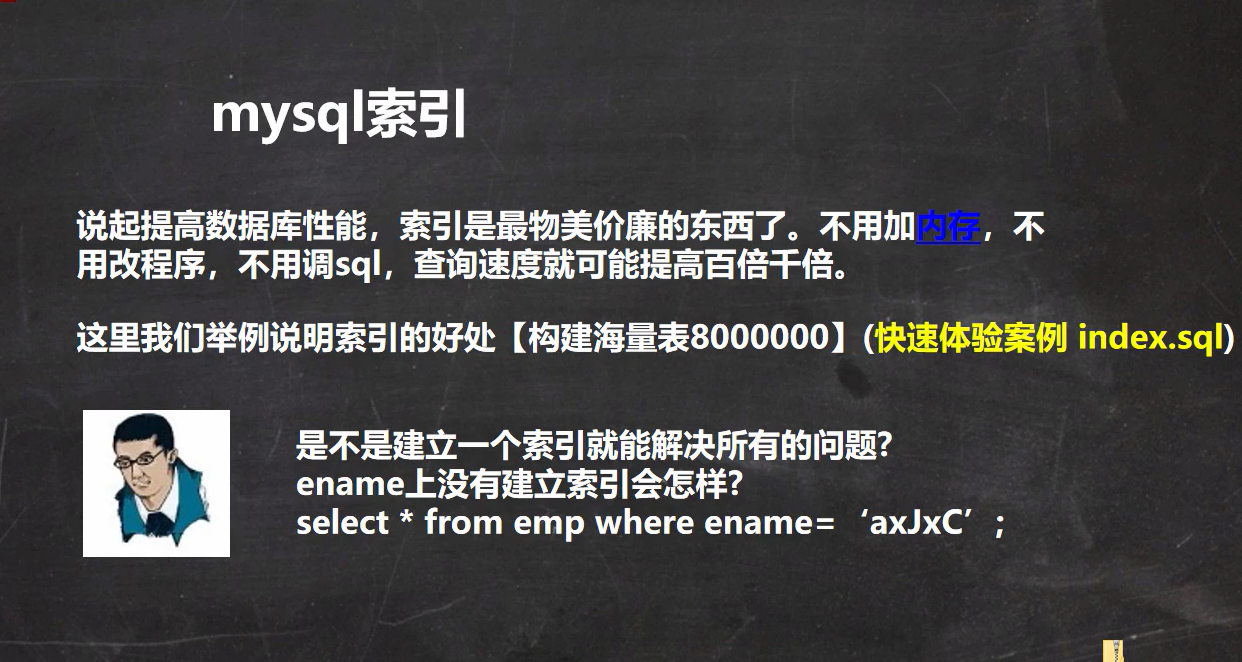 mysql索引
说起提高数据库性能，索引是最物美价廉的东西了。不用加内存，不
用改程序，不用调sql，查询速度就可能提高百倍千倍。
这里我们举例说明索引的好处【构建海量表8000000】(快速体验案例 index.sql)
是不是建立一个索引就能解决所有的问题?
ename上没有建立索引会怎样?
select * from emp where ename=‘axJxC’;